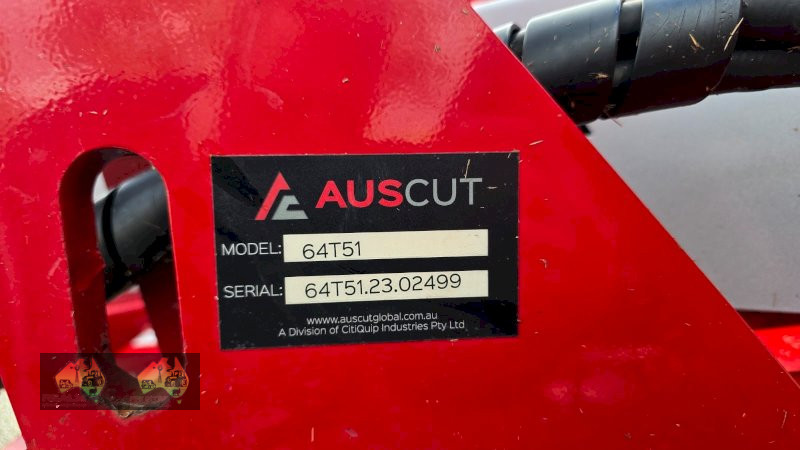 AUSCUT
MODEL: 64T51
SERIAL: 64T51.23.02499
www.auscutglobal.com.au
A Division of CitiQuip Industries Pty Ltd